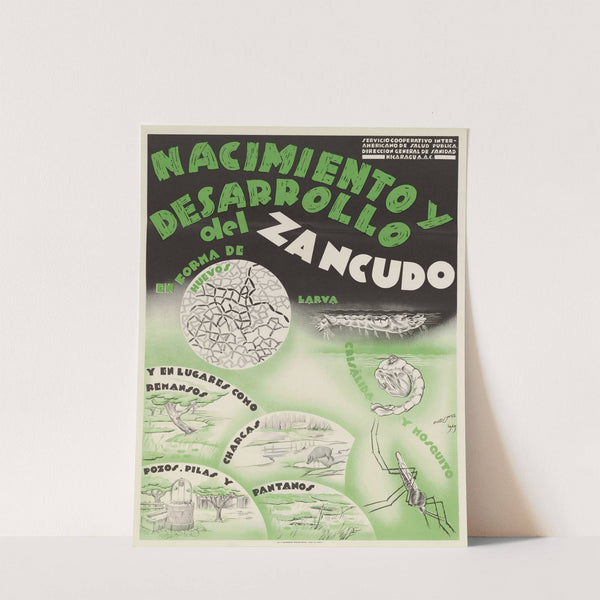 SERVICIO COOPERATIVO INTER-
AMERICANO DE SALUD PUBLICA
DIRECCION GENERAL DE SANIDAD
NICARAGUA, A.C.
NACIMIENTO Y
DESARROLLO
del ZANCUDO
EN FORMA DE
HUEVOS
LARVA
CRISÁLIDA
Y MOSQUITO
Y EN LUGARES COMO
REMANSOS
CHARCAS
POZOS, PILAS Y
PANTANOS